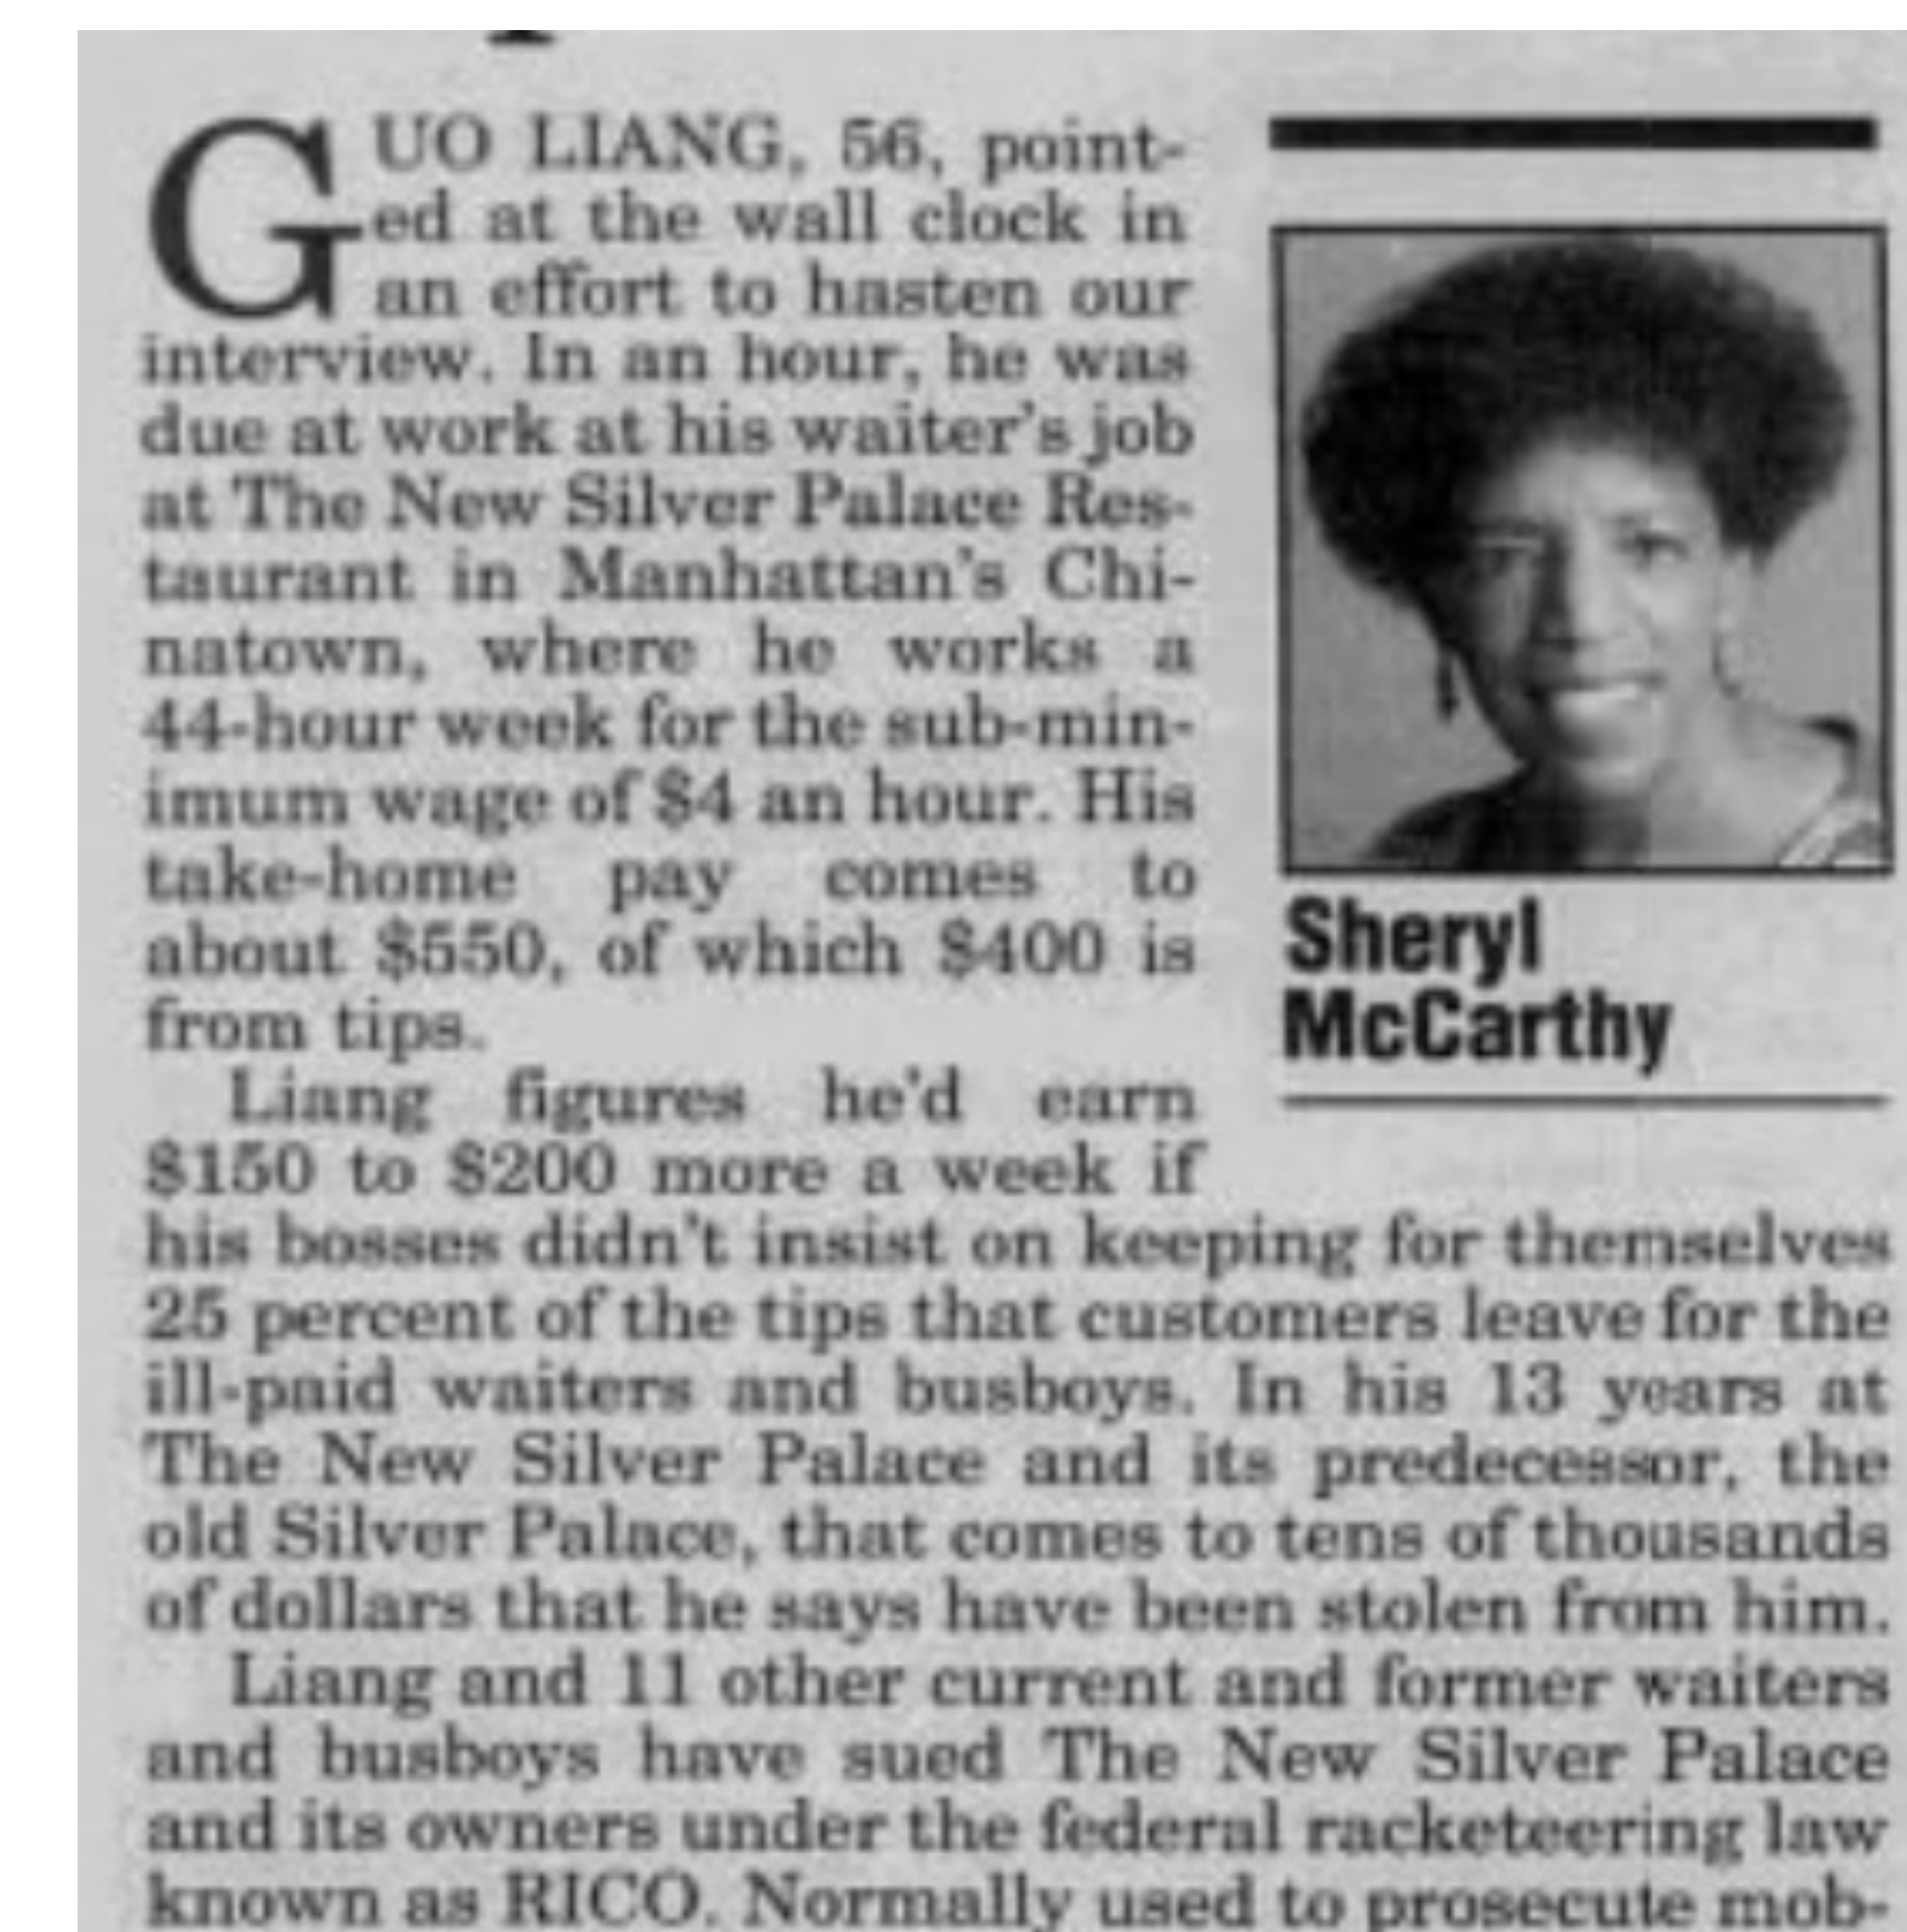 GUO LIANG, 56, point-
ed at the wall clock in
an effort to hasten our
interview. In an hour, he was
due at work at his waiter's job
at The New Silver Palace Res-
taurant in Manhattan's Chi-
natown, where he works a
44-hour week for the sub-min-
imum wage of $4 an hour. His
take-home pay comes to
about $550, of which $400 is
from tips.
Liang figures he'd earn
$150 to $200 more a week if
his bosses didn't insist on keeping for themselves
25 percent of the tips that customers leave for the
ill-paid waiters and busboys. In his 13 years at
The New Silver Palace and its predecessor, the
old Silver Palace, that comes to tens of thousands
of dollars that he says have been stolen from him.
Liang and 11 other current and former waiters
and busboys have sued The New Silver Palace
and its owners under the federal racketeering law
known as RICO. Normally used to prosecute mob-
Sheryl
McCarthy